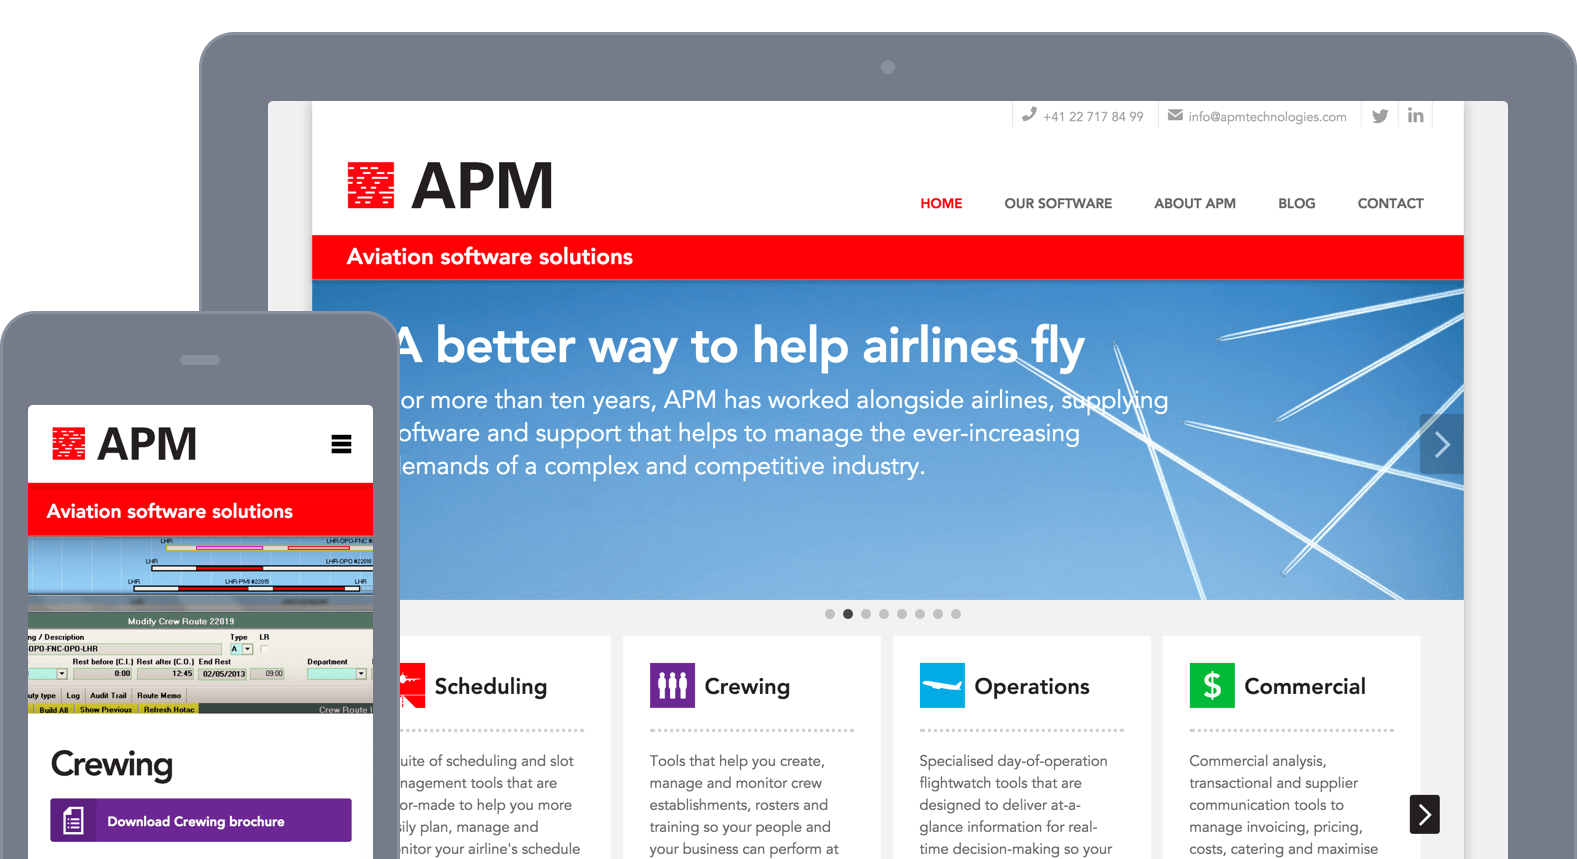 +41 22 717 84 99
info@apmtechnologies.com
in
APM
HOME
OUR SOFTWARE
ABOUT APM
BLOG
CONTACT
Aviation software solutions
A better way to help airlines fly
or more than ten years, APM has worked alongside airlines, supplying
oftware and support that helps to manage the ever-increasing
emands of a complex and competitive industry.
Scheduling
uite of scheduling and slot
nagement tools that are
or-made to help you more
sily plan, manage and
nitor your airline's schedule
Crewing
Tools that help you create,
manage and monitor crew
establishments, rosters and
training so your people and
your business can perform at
Operations
Specialised day-of-operation
flightwatch tools that are
designed to deliver at-a-
glance information for real-
time decision-making so your
$ Commercial
Commercial analysis,
transactional and supplier
communication tools to
manage invoicing, pricing,
costs, catering and maximise
APM
Aviation software solutions
LHR LHR-OPO-FNC #
LHR LHR-OPO #22018
LHR LHR-PMI #22015 LHR
Modify Crew Route 22019
ng / Description Type LR
OPO-FNC-OPO-LHR A
Rest before (C.I.) Rest after (C.O.) End Rest Department
0:00 12:45 02/05/2013 09:00
uty type Log Audit Trail Route Memo
Build All Show Previous Refresh Hotac Crew Route
Crewing
Download Crewing brochure